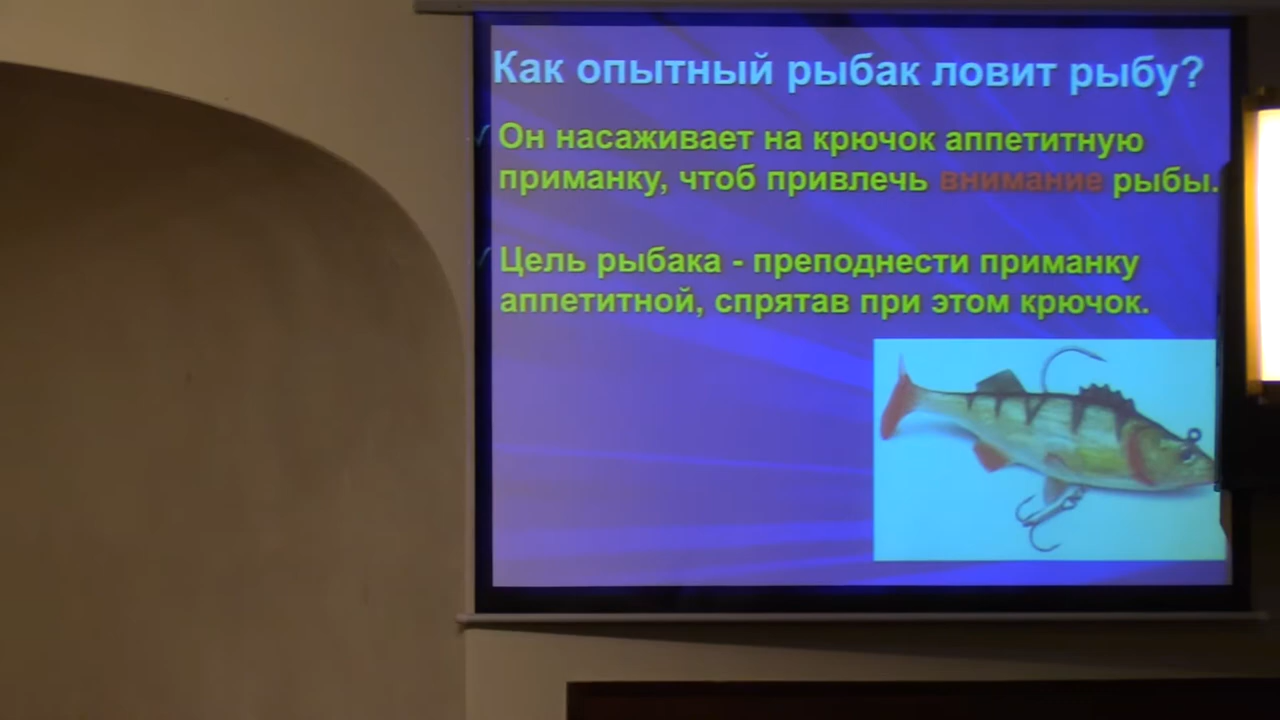 Как опытный рыбак ловит рыбу?
Он насаживает на крючок аппетитную
приманку, чтоб привлечь внимание рыбы.
Цель рыбака - преподнести приманку
аппетитной, спрятав при этом крючок.